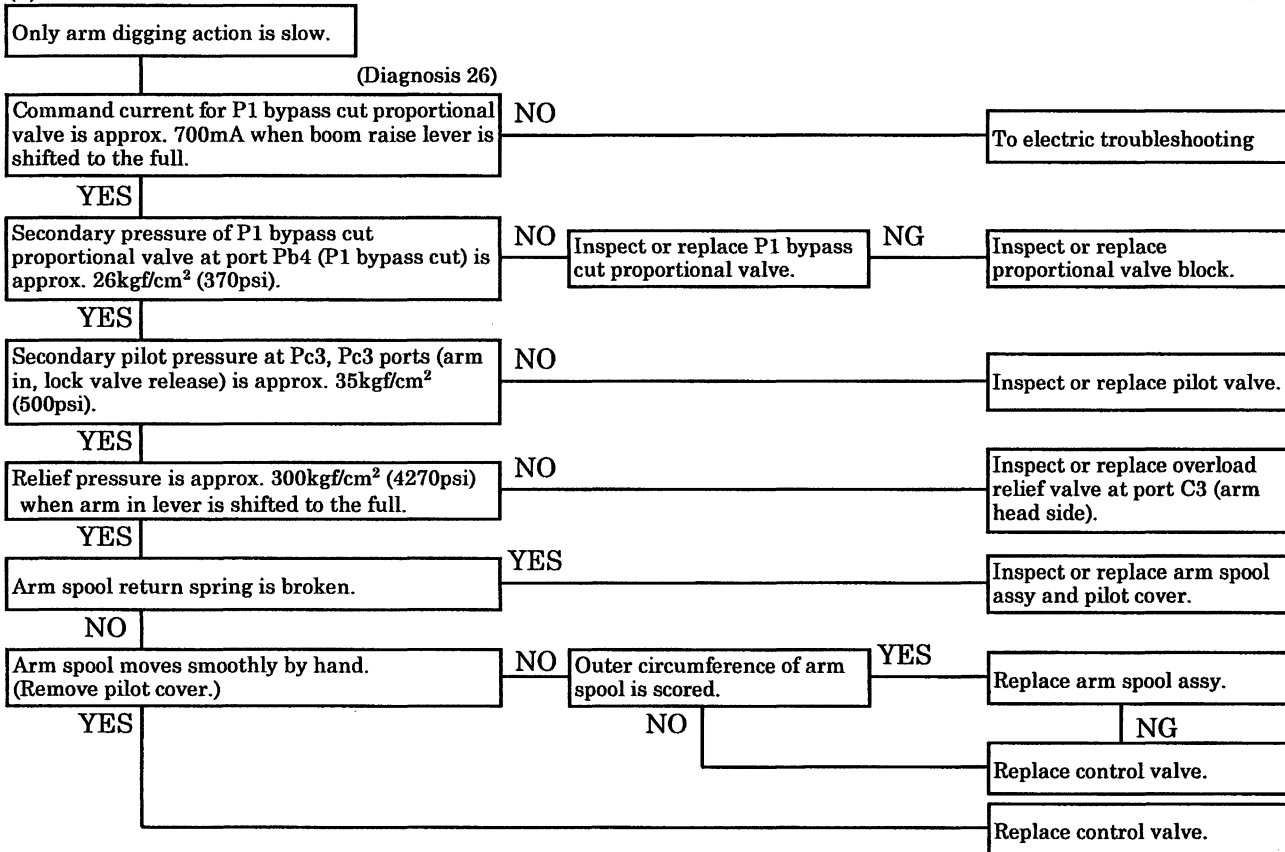 Only arm digging action is slow.
(Diagnosis 26)
Command current for P1 bypass cut proportional
valve is approx. 700mA when boom raise lever is
shifted to the full.
NO
To electric troubleshooting
YES
Secondary pressure of P1 bypass cut
proportional valve at port Pb4 (P1 bypass cut) is
approx. 26kgf/cm² (370psi).
NO
Inspect or replace P1 bypass
cut proportional valve.
NG
Inspect or replace
proportional valve block.
YES
Secondary pilot pressure at Pc3, Pc3 ports (arm
in, lock valve release) is approx. 35kgf/cm²
(500psi).
NO
Inspect or replace pilot valve.
YES
Relief pressure is approx. 300kgf/cm² (4270psi)
when arm in lever is shifted to the full.
NO
Inspect or replace overload
relief valve at port C3 (arm
head side).
YES
Arm spool return spring is broken.
YES
Inspect or replace arm spool
assy and pilot cover.
NO
Arm spool moves smoothly by hand.
(Remove pilot cover.)
NO
Outer circumference of arm
spool is scored.
YES
Replace arm spool assy.
YES
NO
NG
Replace control valve.
Replace control valve.